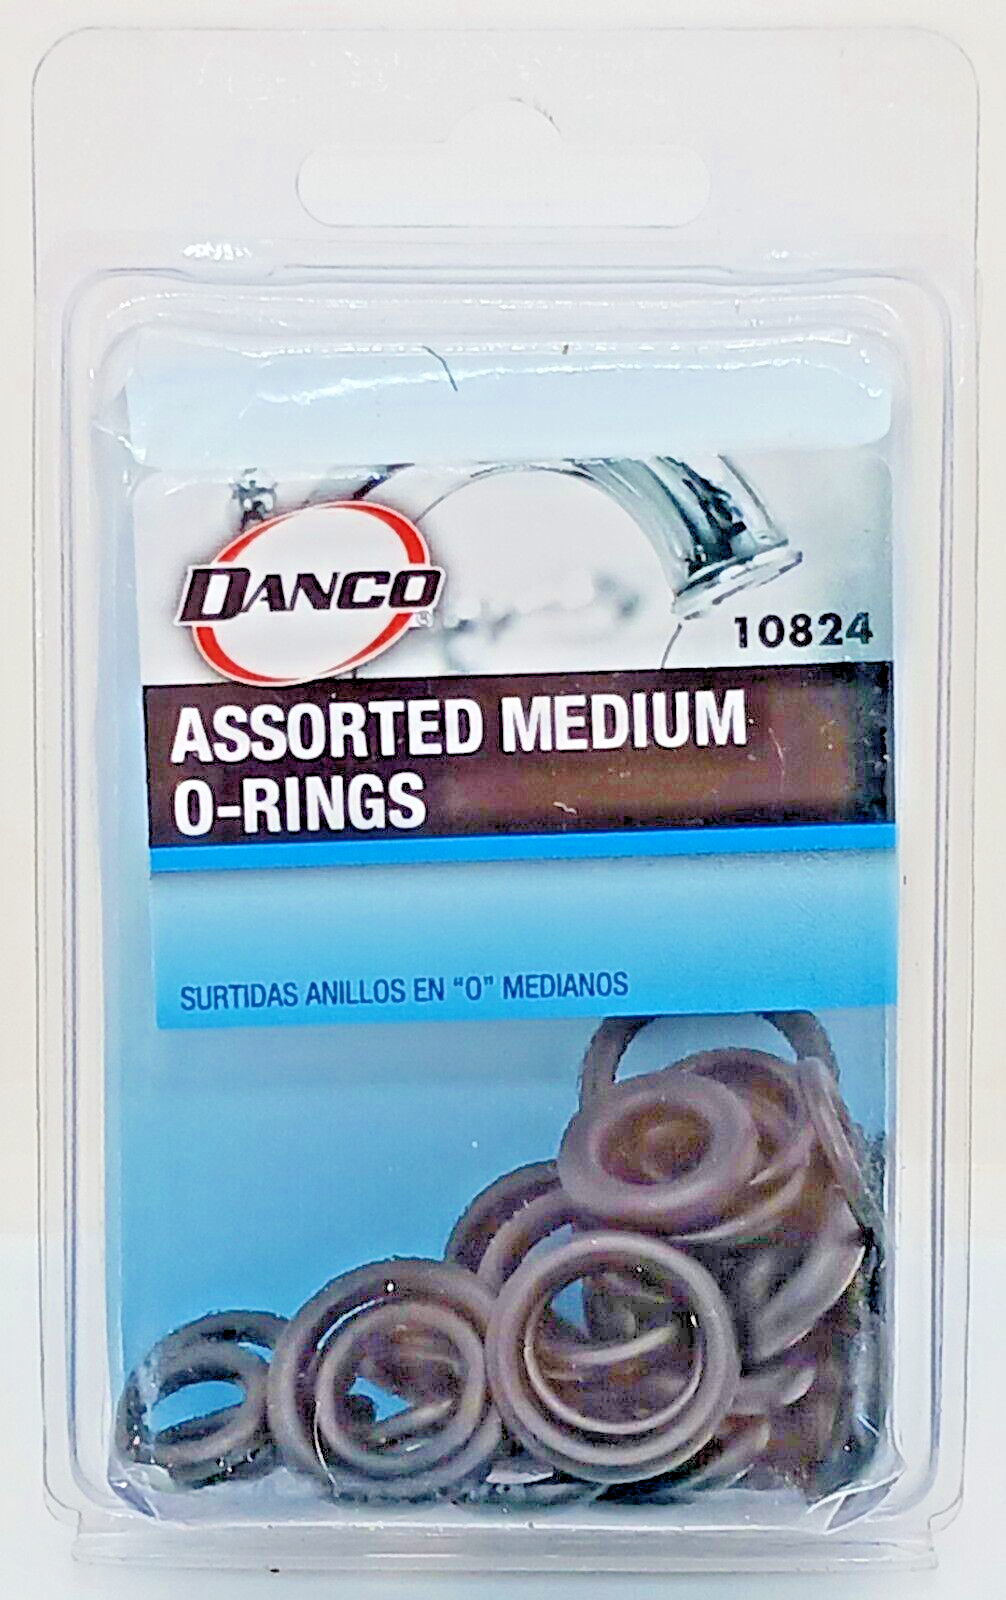 DANCO®
10824
ASSORTED MEDIUM
O-RINGS
SURTIDAS ANILLOS EN "O" MEDIANOS